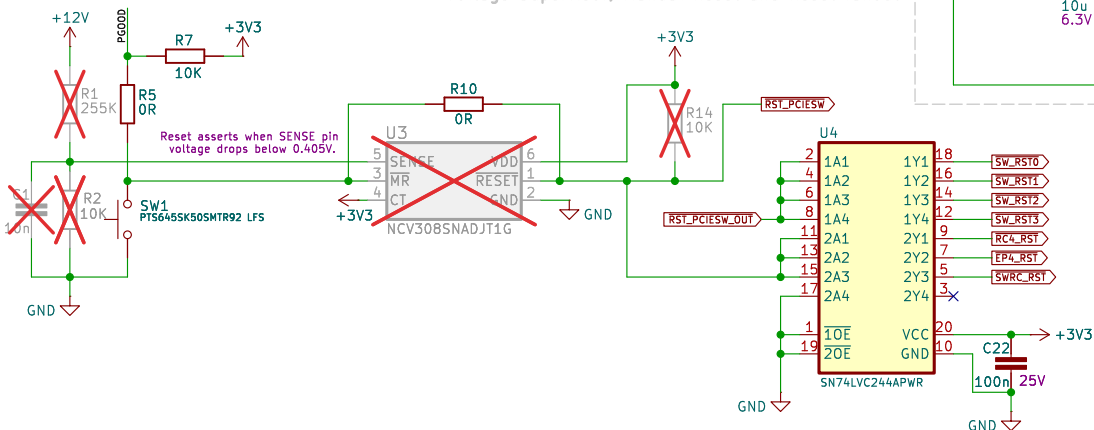 10u
6.3V
+12V
PGOOD
+3V3
R7
10K
+3V3
R1
255K
R5
0R
R10
0R
R14
10K
RST_PCIESW
Reset asserts when SENSE pin
voltage drops below 0.405V.
U3
5 SENSE VDD 6
3 MR RESET 1
4 CT GND 2
+3V3
GND
NCV308SNADJT1G
C1
10n
R2
10K
SW1
PTS645SK50SMTR92 LFS
GND
RST_PCIESW_OUT
U4
2 1A1 1Y1 18 SW_RST0
4 1A2 1Y2 16 SW_RST1
6 1A3 1Y3 14 SW_RST2
8 1A4 1Y4 12 SW_RST3
11 2A1 2Y1 9 RC4_RST
13 2A2 2Y2 7 EP4_RST
15 2A3 2Y3 5 SWRC_RST
17 2A4 2Y4 3
1 1OE VCC 20
19 2OE GND 10
SN74LVC244APWR
+3V3
C22
100n 25V
GND
GND